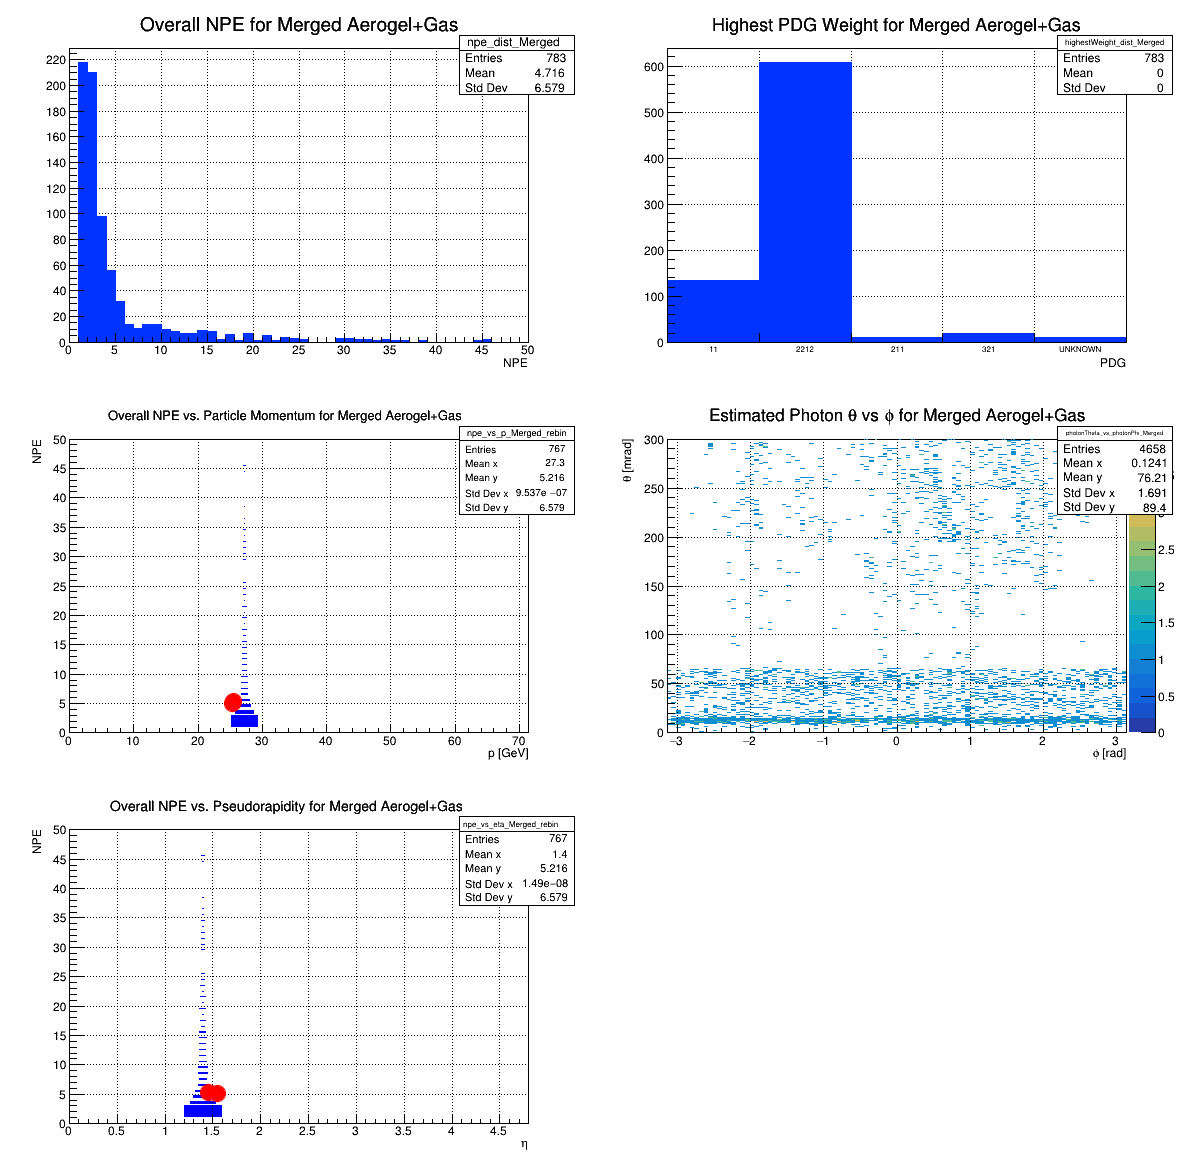 Overall NPE for Merged Aerogel+Gas
npe_dist_Merged
Entries 783
Mean 4.716
Std Dev 6.579
220
200
180
160
140
120
100
80
60
40
20
0
0 5 10 15 20 25 30 35 40 45 50
NPE
Highest PDG Weight for Merged Aerogel+Gas
highestWeight_dist_Merged
Entries 783
Mean 0
Std Dev 0
600
500
400
300
200
100
0
11 2212 211 321 UNKNOWN
PDG
Overall NPE vs. Particle Momentum for Merged Aerogel+Gas
npe_vs_p_Merged_rebin
Entries 767
Mean x 27.3
Mean y 5.216
Std Dev x 9.537e −07
Std Dev y 6.579
NPE
50
45
40
35
30
25
20
15
10
5
0
0 10 20 30 40 50 60 70
p [GeV]
Estimated Photon θ vs ϕ for Merged Aerogel+Gas
photonTheta_vs_photonPhi_Merged
Entries 4658
Mean x 0.1241
Mean y 76.21
Std Dev x 1.691
Std Dev y 89.4
θ [mrad]
300
250
200
150
100
50
0
−3 −2 −1 0 1 2 3
ϕ [rad]
2.5
2
1.5
1
0.5
0
Overall NPE vs. Pseudorapidity for Merged Aerogel+Gas
npe_vs_eta_Merged_rebin
Entries 767
Mean x 1.4
Mean y 5.216
Std Dev x 1.49e−08
Std Dev y 6.579
NPE
50
45
40
35
30
25
20
15
10
5
0
0 0.5 1 1.5 2 2.5 3 3.5 4 4.5
η